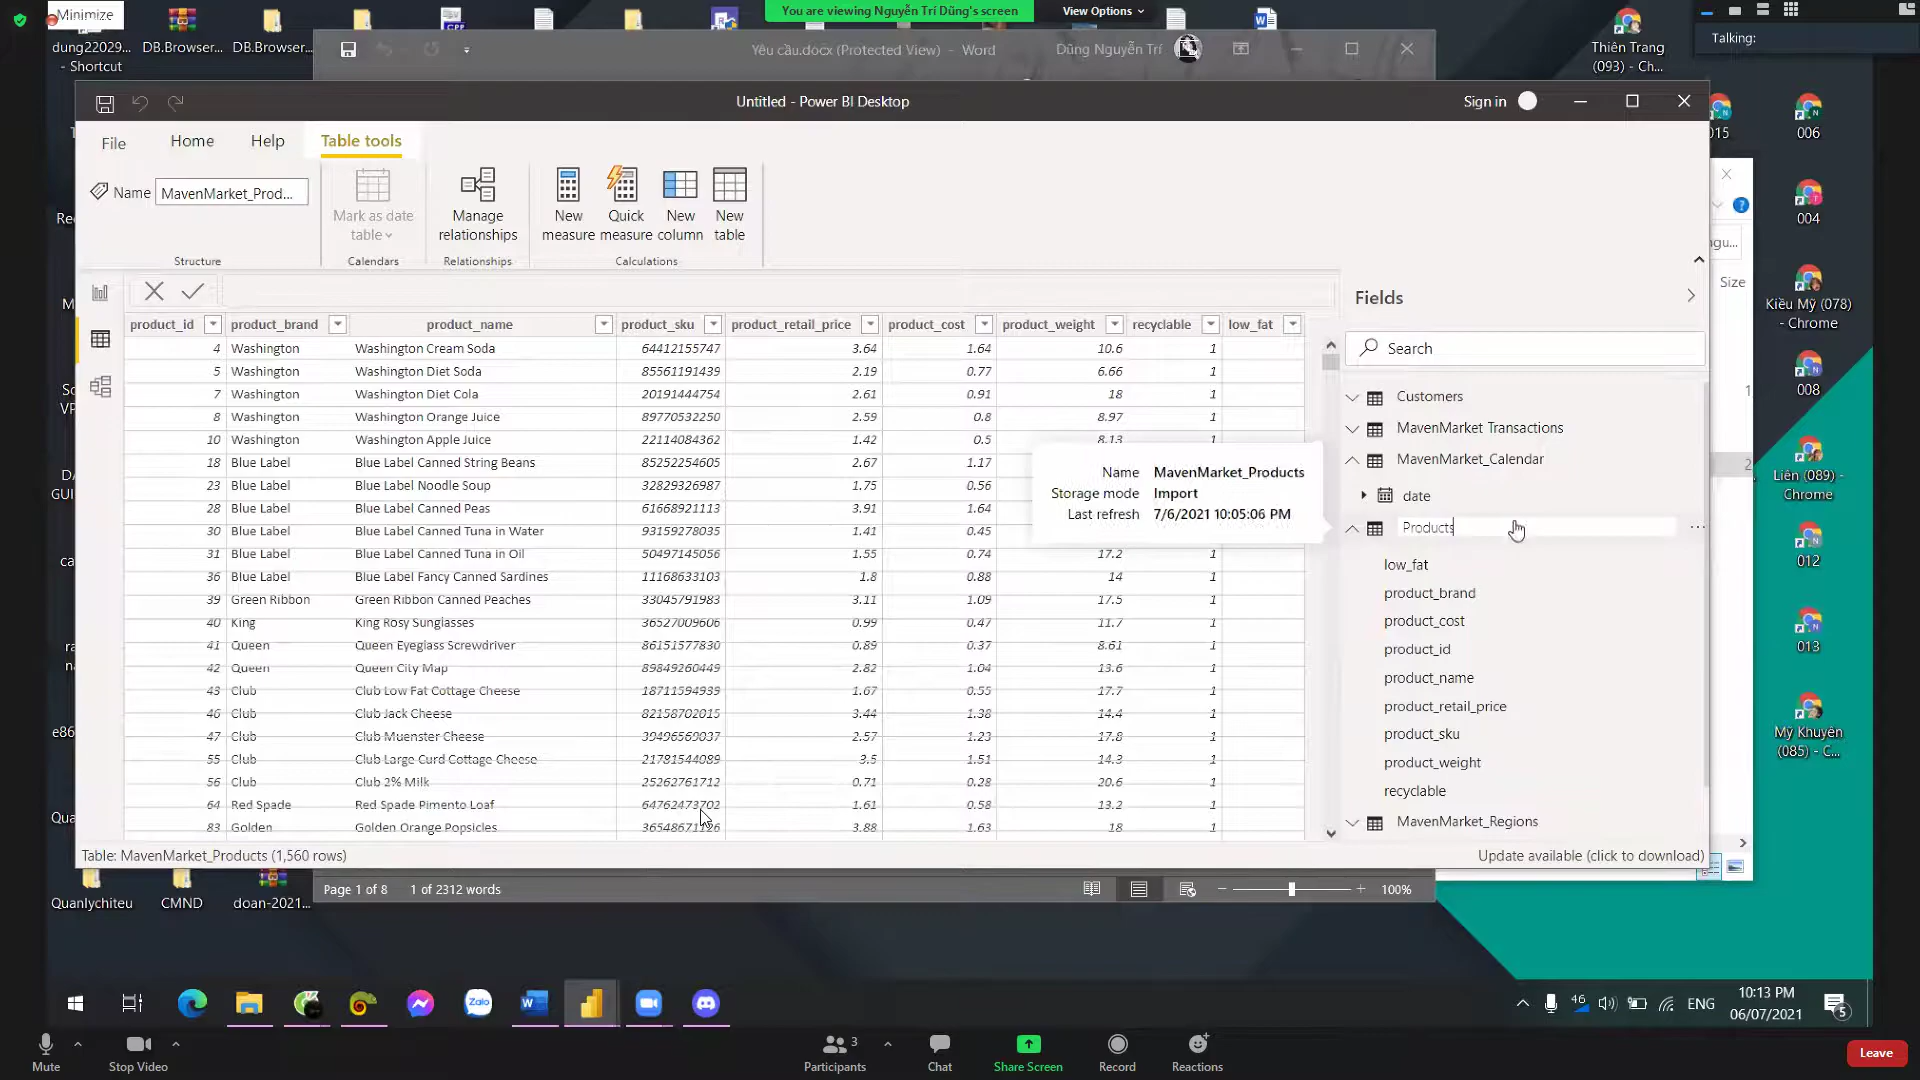 Minimize
You are viewing Nguyễn Trí Dũng's screen
View Options
Talking:
dung22029...
- Shortcut
DB.Browser...
DB.Browser...
Yêu cầu.docx (Protected View) - Word
Dũng Nguyễn Trí
Thiên Trang
(093) - Ch...
Untitled - Power BI Desktop
Sign in
015
006
File
Home
Help
Table tools
Name
MavenMarket_Prod...
Mark as date
table
Manage
relationships
New
measure
Quick
measure
New
column
New
table
Structure
Calendars
Relationships
Calculations
004
Size
Fields
Kiều Mỹ (078)
- Chrome
product_id
product_brand
product_name
product_sku
product_retail_price
product_cost
product_weight
recyclable
low_fat
Search
4 Washington Washington Cream Soda 64412155747 3.64 1.64 10.6 1
5 Washington Washington Diet Soda 85561191439 2.19 0.77 6.66 1
7 Washington Washington Diet Cola 20191444754 2.61 0.91 18 1
8 Washington Washington Orange Juice 89770532250 2.59 0.8 8.97 1
10 Washington Washington Apple Juice 22114084362 1.42 0.5 8.13 1
18 Blue Label Blue Label Canned String Beans 85252254605 2.67 1.17
23 Blue Label Blue Label Noodle Soup 32829326987 1.75 0.56
28 Blue Label Blue Label Canned Peas 61668921113 3.91 1.64
30 Blue Label Blue Label Canned Tuna in Water 93159278035 1.41 0.45
31 Blue Label Blue Label Canned Tuna in Oil 50497145056 1.55 0.74 17.2 1
36 Blue Label Blue Label Fancy Canned Sardines 11168633103 1.8 0.88 14 1
39 Green Ribbon Green Ribbon Canned Peaches 33045791983 3.11 1.09 17.5 1
40 King King Rosy Sunglasses 36527009606 0.99 0.47 11.7 1
41 Queen Queen Eyeglass Screwdriver 86151577830 0.89 0.37 8.61 1
42 Queen Queen City Map 89849260449 2.82 1.04 13.6 1
43 Club Club Low Fat Cottage Cheese 18711594939 1.67 0.55 17.7 1
46 Club Club Jack Cheese 82158702015 3.44 1.38 14.4 1
47 Club Club Muenster Cheese 39496569037 2.57 1.23 17.8 1
55 Club Club Large Curd Cottage Cheese 21781544089 3.5 1.51 14.3 1
56 Club Club 2% Milk 25262761712 0.71 0.28 20.6 1
64 Red Spade Red Spade Pimento Loaf 64762473702 1.61 0.58 13.2 1
83 Golden Golden Orange Popsicles 3.88 1.63 18 1
Name MavenMarket_Products
Storage mode Import
Last refresh 7/6/2021 10:05:06 PM
Customers
MavenMarket Transactions
MavenMarket_Calendar
date
Products
low_fat
product_brand
product_cost
product_id
product_name
product_retail_price
product_sku
product_weight
recyclable
MavenMarket_Regions
008
Liên (089) -
Chrome
012
013
Mỹ Khuyên
(085) - C...
Table: MavenMarket_Products (1,560 rows)
Update available (click to download)
Quanlychiteu
CMND
doan-2021...
Page 1 of 8
1 of 2312 words
100%
Zalo
46
ENG
10:13 PM
06/07/2021
5
Mute
Stop Video
Participants
3
Chat
Share Screen
Record
Reactions
Leave